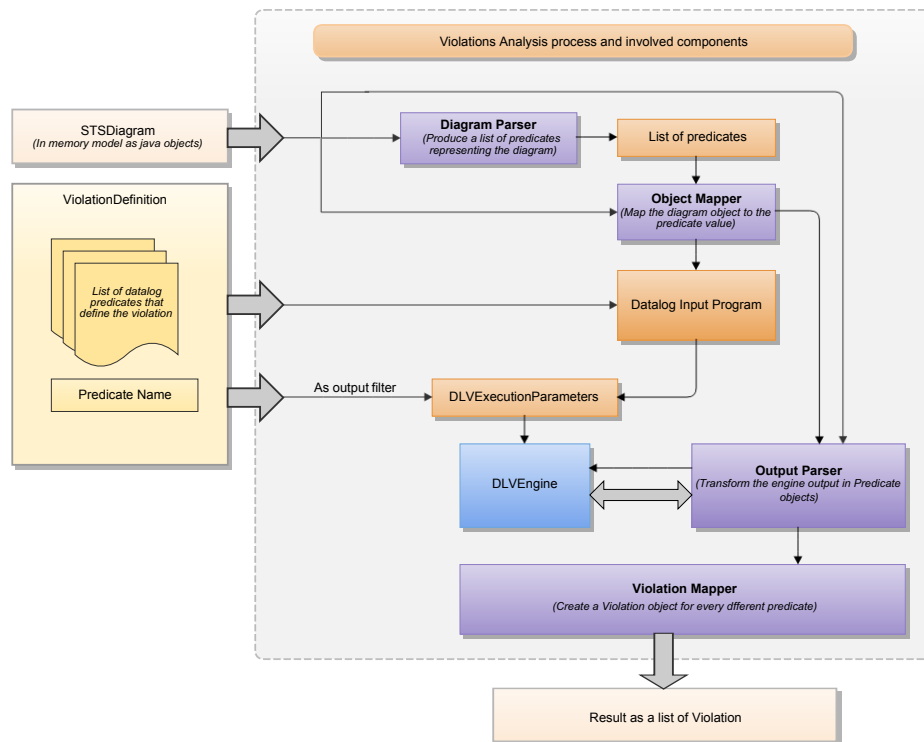 Violations Analysis process and involved components
STSDiagram
(In memory model as java objects)
Diagram Parser
(Produce a list of predicates
representing the diagram)
List of predicates
ViolationDefinition
Object Mapper
(Map the diagram object to the
predicate value)
List of datalog
predicates that
define the violation
Datalog Input Program
Predicate Name
As output filter
DLVExecutionParameters
DLVEngine
Output Parser
(Transform the engine output in Predicate
objects)
Violation Mapper
(Create a Violation object for every dfferent predicate)
Result as a list of Violation